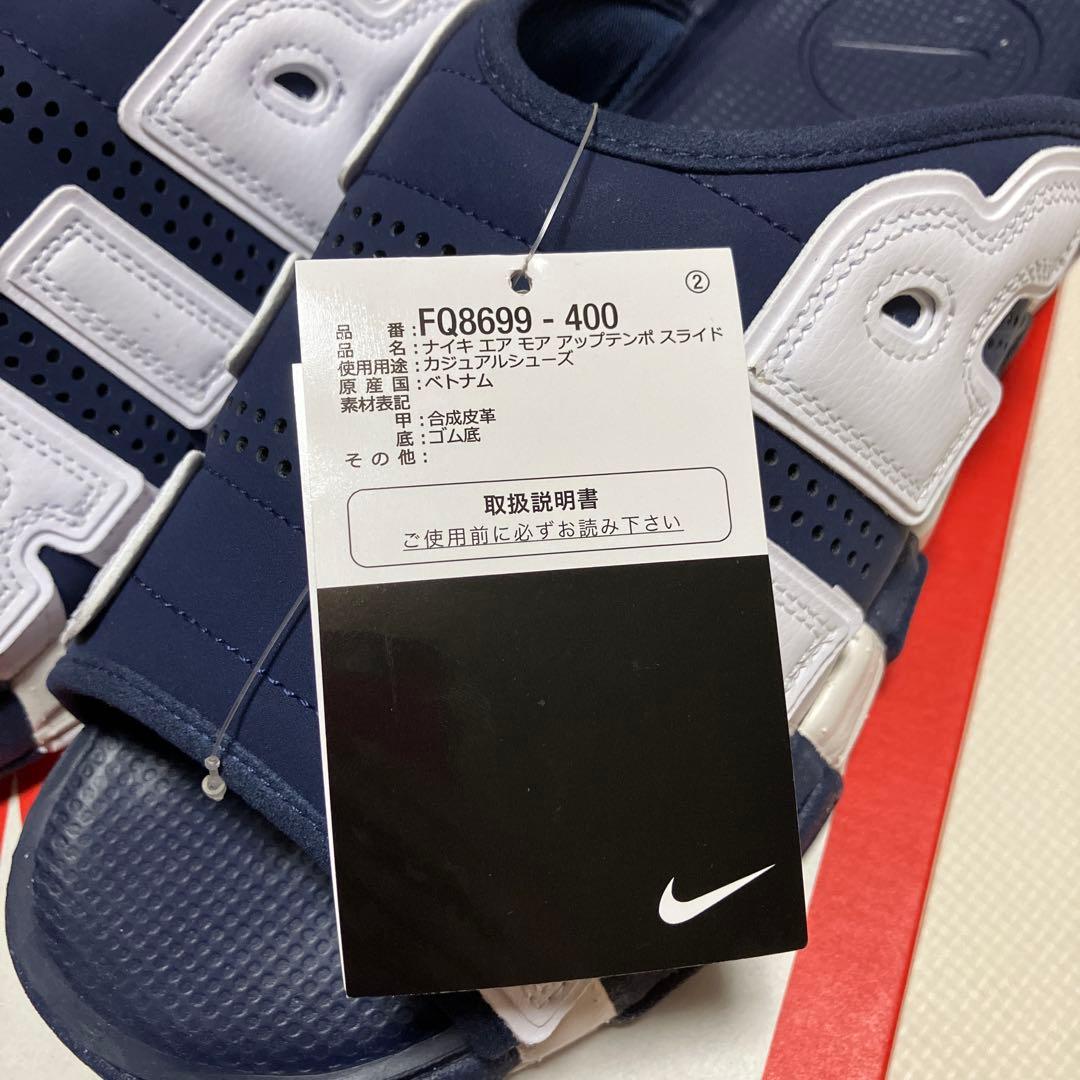 ②
品 番:FQ8699 - 400
品 名:ナイキ エア モア アップテンポ スライド
使用用途:カジュアルシューズ
原 産 国:ベトナム
素材表記
甲:合成皮革
底:ゴム底
そ の 他:
取扱説明書
ご使用前に必ずお読み下さい